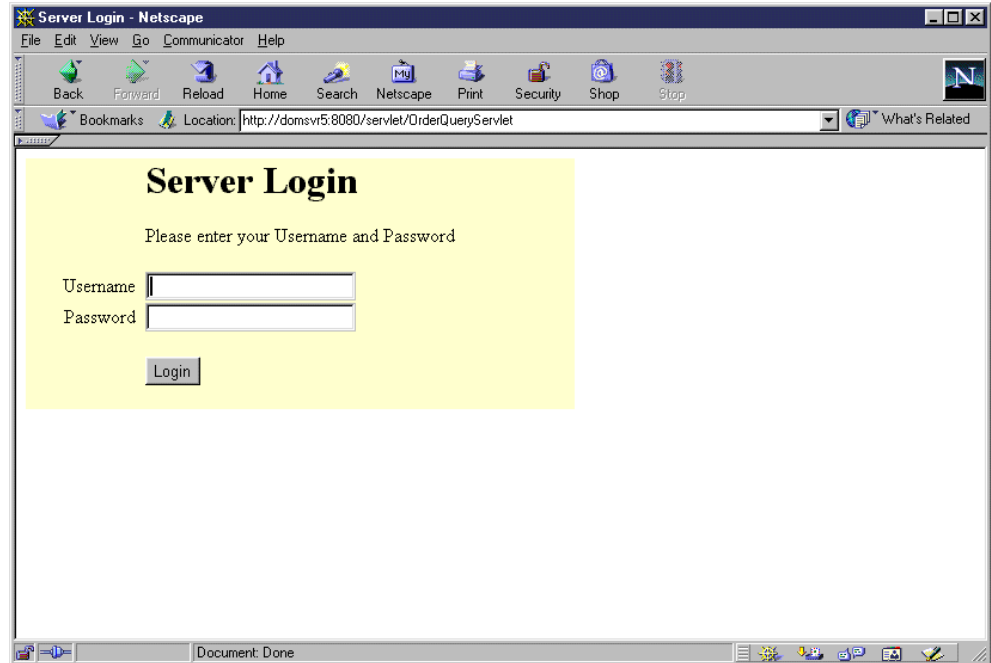 Server Login - Netscape
File Edit View Go Communicator Help
Back Forward Reload Home Search Netscape Print Security Shop Stop
My
N
Bookmarks Location: http://domsvr5:8080/servlet/OrderQueryServlet What's Related
Server Login
Please enter your Username and Password
Username
Password
Login
Document: Done